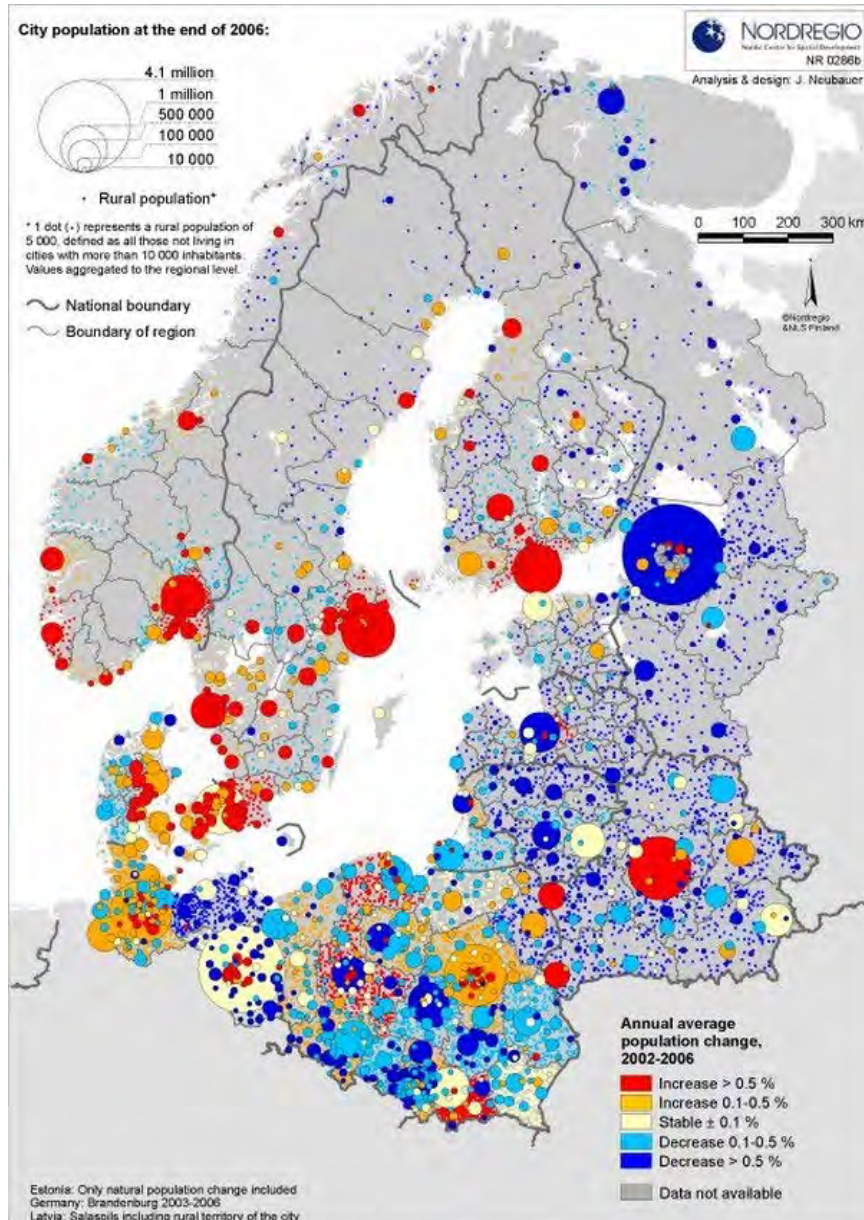 City population at the end of 2006:
4.1 million
1 million
500 000
100 000
10 000
Rural population*
* 1 dot (•) represents a rural population of
5 000, defined as all those not living in
cities with more than 10 000 inhabitants.
Values aggregated to the regional level.
National boundary
Boundary of region
NORDREGIO
Nordic Center for Spatial Development
NR 0286b
Analysis & design: J. Neubauer
0 100 200 300 km
©Nordregio
&NLS Finland
Annual average
population change,
2002-2006
Increase > 0.5 %
Increase 0.1-0.5 %
Stable ± 0.1 %
Decrease 0.1-0.5 %
Decrease > 0.5 %
Data not available
Estonia: Only natural population change included
Germany: Brandenburg 2003-2006
Latvia: Salaspils including rural territory of the city